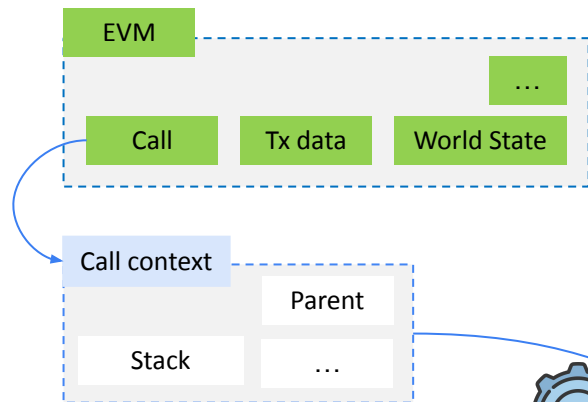 EVM
…
Call
Tx data
World State
Call context
Parent
Stack
…